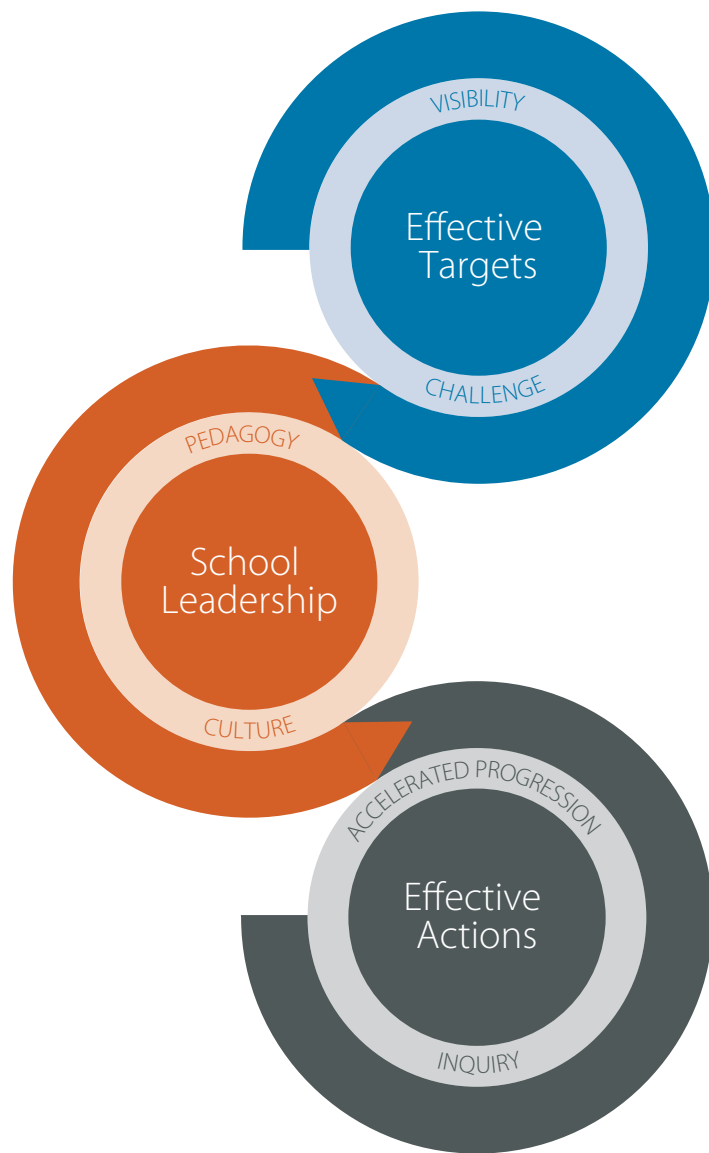 VISIBILITY
Effective
Targets
CHALLENGE
PEDAGOGY
School
Leadership
CULTURE
ACCELERATED PROGRESSION
Effective
Actions
INQUIRY